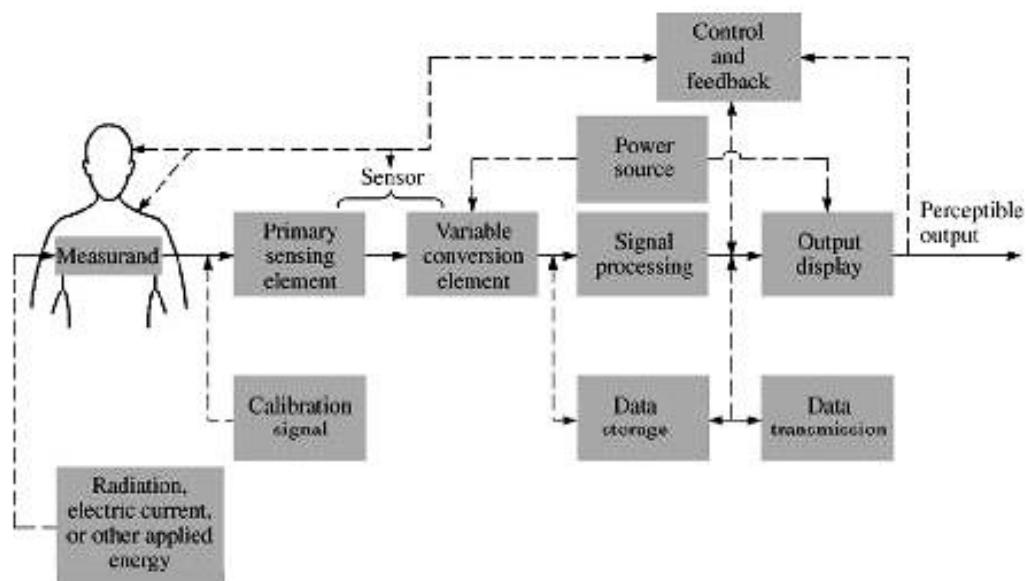 Control
and
feedback
Power
source
Sensor
Perceptible
output
Measurand
Primary
sensing
element
Variable
conversion
element
Signal
processing
Output
display
Calibration
signal
Data
storage
Data
transmission
Radiation,
electric current,
or other applied
energy